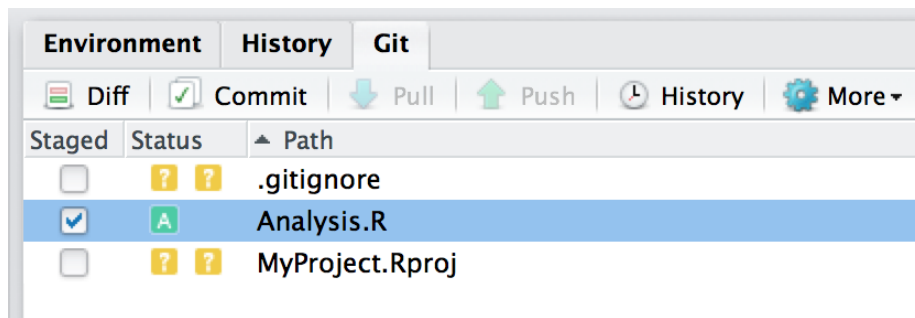 Environment History Git
Diff Commit Pull Push History More
Staged Status Path
? ? .gitignore
A Analysis.R
? ? MyProject.Rproj